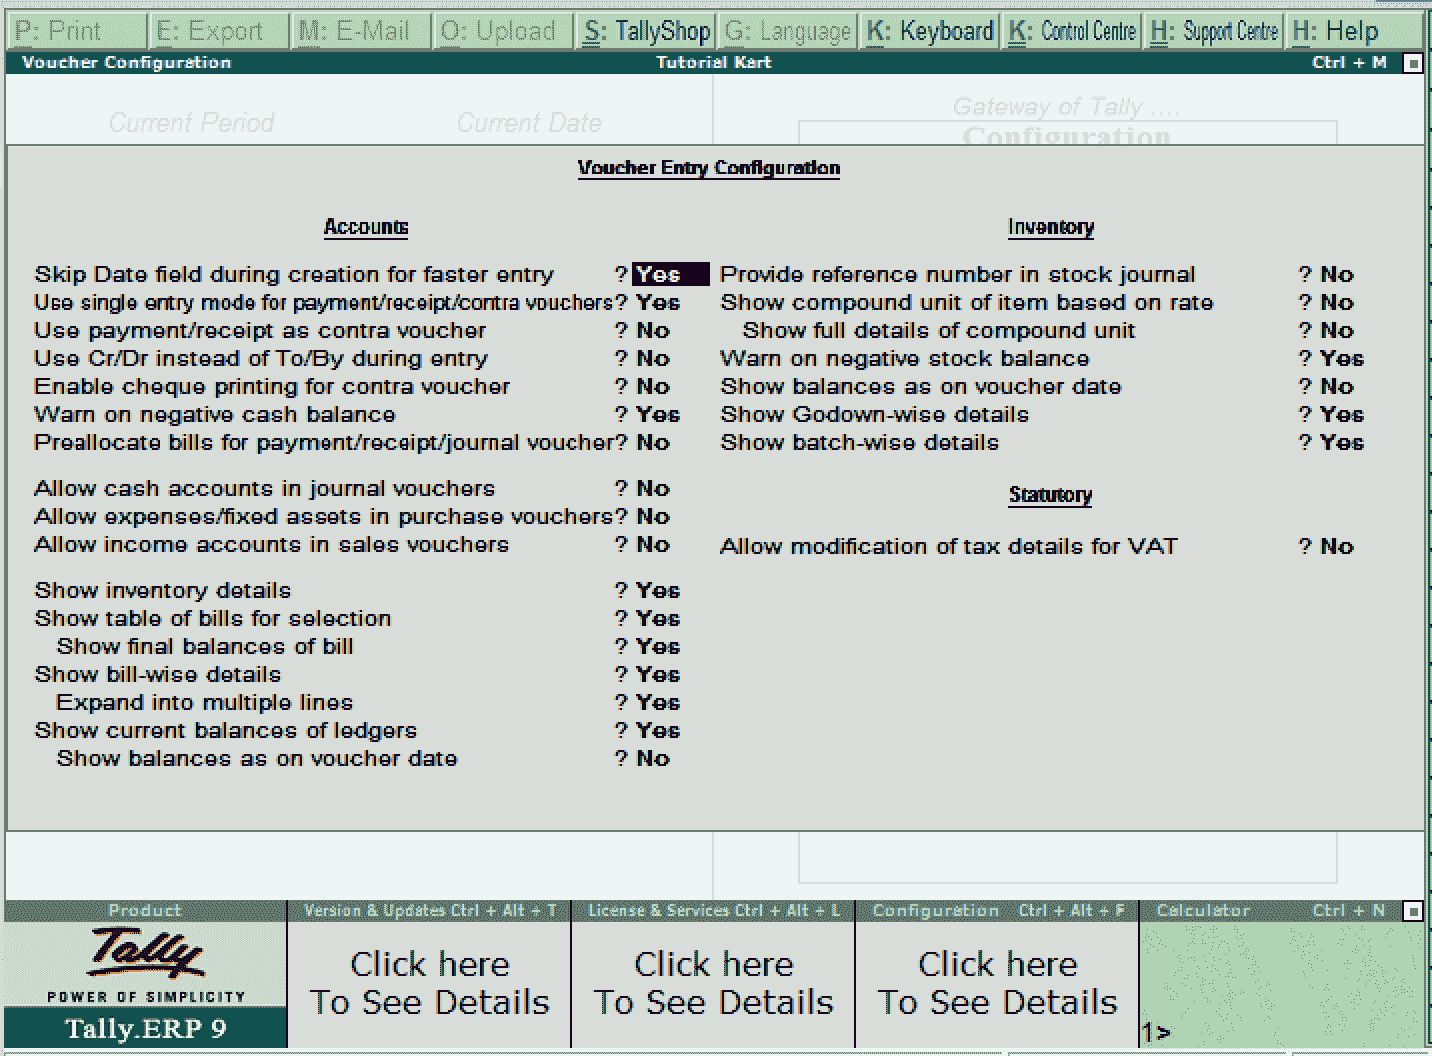 P: Print E: Export M: E-Mail O: Upload S: TallyShop G: Language K: Keyboard K: Control Centre H: Support Centre H: Help
Voucher Configuration Tutorial Kart Ctrl + M
Current Period Current Date Gateway of Tally ....
Configuration
Voucher Entry Configuration
Accounts
Skip Date field during creation for faster entry ? Yes
Use single entry mode for payment/receipt/contra vouchers? Yes
Use payment/receipt as contra voucher ? No
Use Cr/Dr instead of To/By during entry ? No
Enable cheque printing for contra voucher ? No
Warn on negative cash balance ? Yes
Preallocate bills for payment/receipt/journal voucher? No
Allow cash accounts in journal vouchers ? No
Allow expenses/fixed assets in purchase vouchers? No
Allow income accounts in sales vouchers ? No
Show inventory details ? Yes
Show table of bills for selection ? Yes
Show final balances of bill ? Yes
Show bill-wise details ? Yes
Expand into multiple lines ? Yes
Show current balances of ledgers ? Yes
Show balances as on voucher date ? No
Inventory
Provide reference number in stock journal ? No
Show compound unit of item based on rate ? No
Show full details of compound unit ? No
Warn on negative stock balance ? Yes
Show balances as on voucher date ? No
Show Godown-wise details ? Yes
Show batch-wise details ? Yes
Statutory
Allow modification of tax details for VAT ? No
Product Version & Updates Ctrl + Alt + T License & Services Ctrl + Alt + L Configuration Ctrl + Alt + F Calculator Ctrl + N
Tally
POWER OF SIMPLICITY
Tally.ERP 9
Click here
To See Details
Click here
To See Details
Click here
To See Details
1>